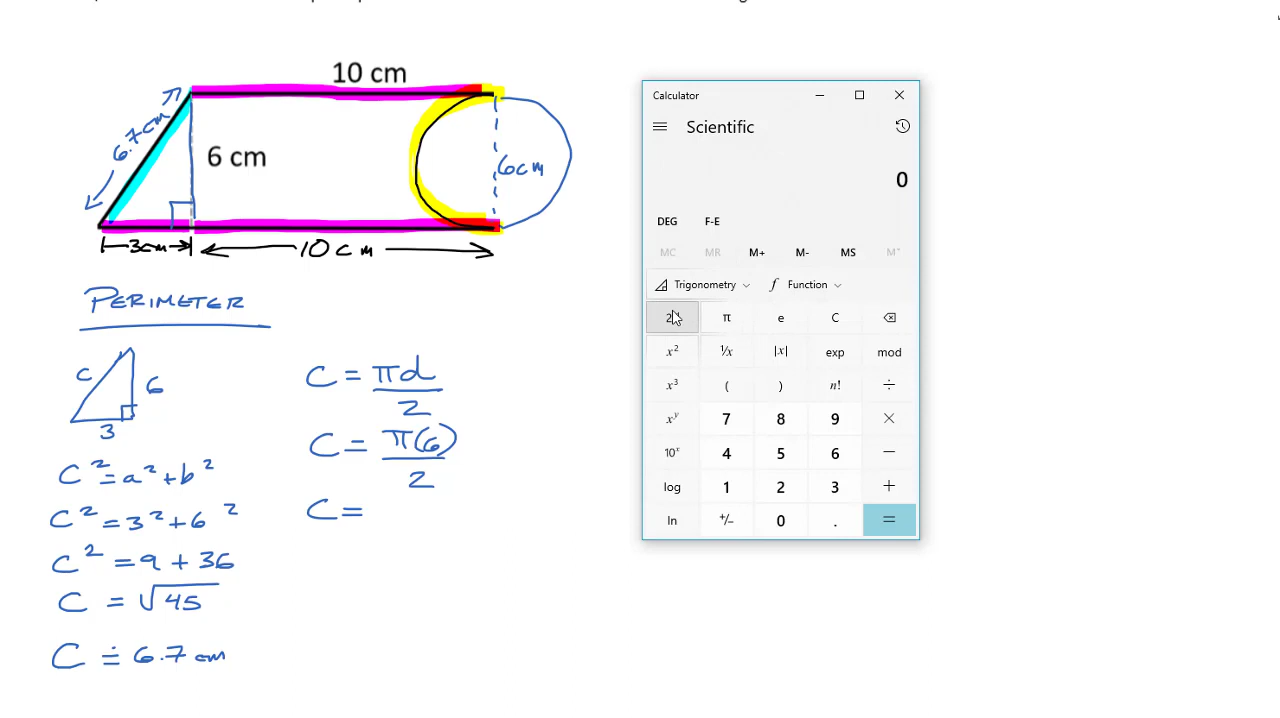 10 cm
6.7cm
6 cm
6cm
3cm
10 cm
PERIMETER
C
6
3
C² = a² + b²
C² = 3² + 6²
C² = 9 + 36
C = √45
C ≐ 6.7 cm
C = πd/2
C = π(6)/2
C =
Calculator
Scientific
0
DEG F-E
MC MR M+ M- MS M˅
Trigonometry f Function
π e C
x² ¹/x |x| exp mod
x³ ( ) n! ÷
xʸ 7 8 9 ×
10ˣ 4 5 6 −
log 1 2 3 +
ln +/− 0 . =